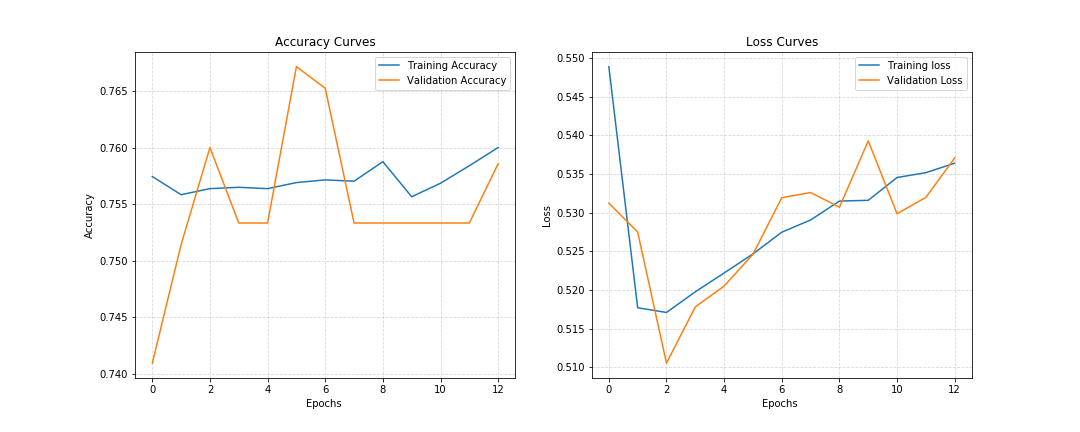 Accuracy Curves
Training Accuracy
Validation Accuracy
Accuracy
0.765
0.760
0.755
0.750
0.745
0.740
0 2 4 6 8 10 12
Epochs
Loss Curves
Training loss
Validation Loss
Loss
0.550
0.545
0.540
0.535
0.530
0.525
0.520
0.515
0.510
0 2 4 6 8 10 12
Epochs